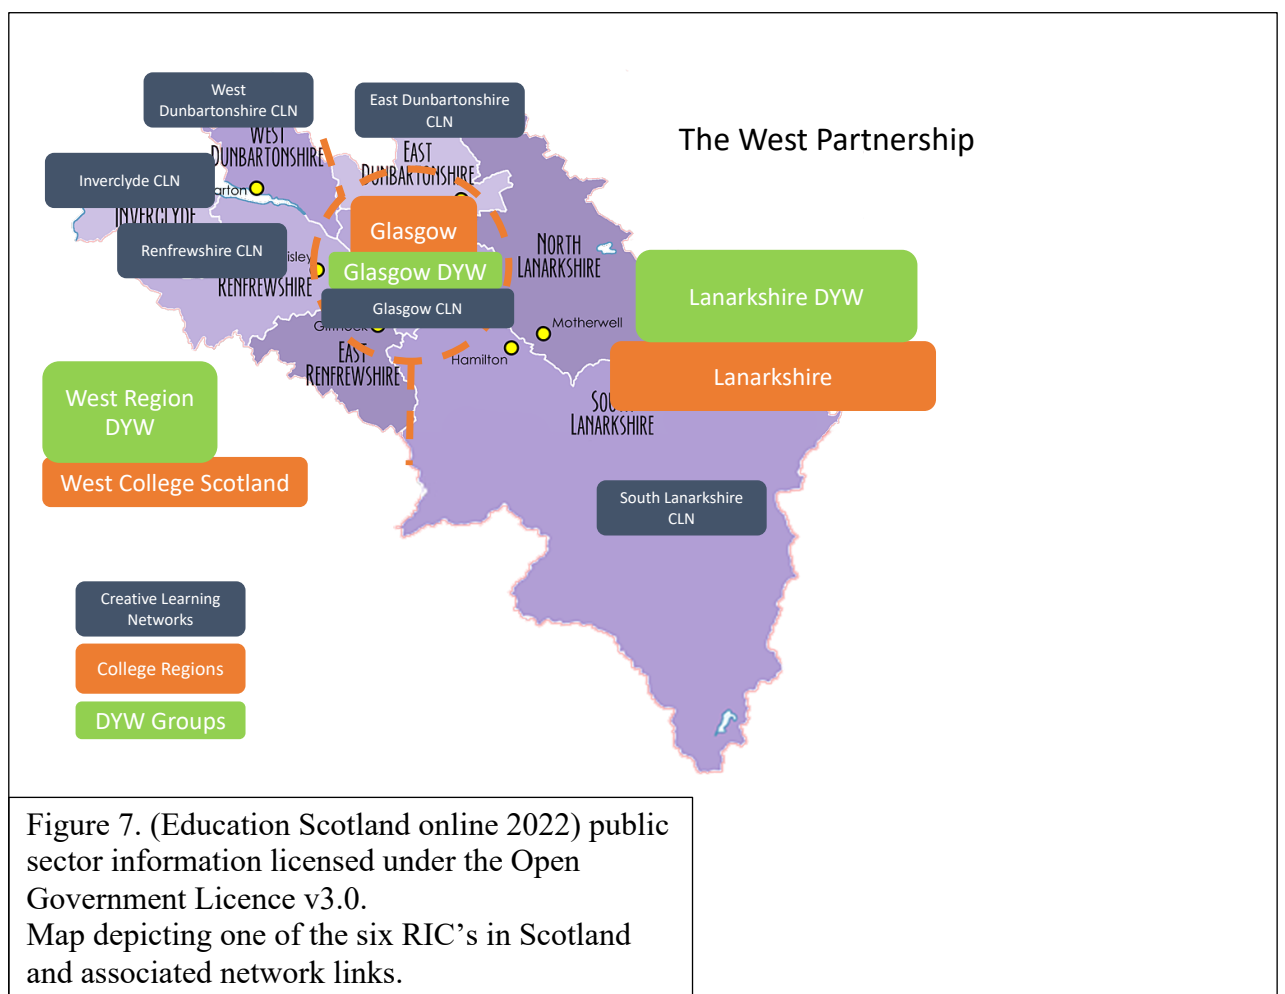 West
Dunbartonshire CLN
East Dunbartonshire
CLN
The West Partnership
WEST
DUNBARTONSHIRE
EAST
DUNBARTONSHIRE
Inverclyde CLN
arton
INVERCLYDE
Glasgow
Renfrewshire CLN
isley
NORTH
LANARKSHIRE
RENFREWSHIRE
Glasgow DYW
Lanarkshire DYW
Glasgow CLN
Motherwell
Hamilton
EAST
RENFREWSHIRE
Lanarkshire
West Region
DYW
SOU
LANARKSHIRE
West College Scotland
South Lanarkshire
CLN
Creative Learning
Networks
College Regions
DYW Groups
Figure 7. (Education Scotland online 2022) public
sector information licensed under the Open
Government Licence v3.0.
Map depicting one of the six RIC’s in Scotland
and associated network links.